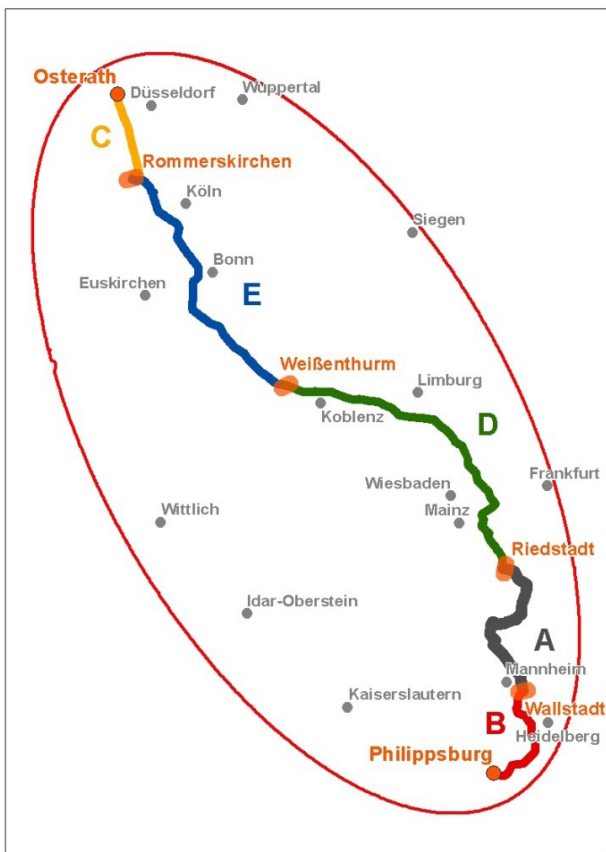 Osterath
Düsseldorf
Wuppertal
C
Rommerskirchen
Köln
Siegen
Bonn
Euskirchen
E
Weißenthurm
Limburg
Koblenz
D
Frankfurt
Wiesbaden
Mainz
Wittlich
Riedstadt
Idar-Oberstein
A
Mannheim
Kaiserslautern
Wallstadt
B
Heidelberg
Philippsburg